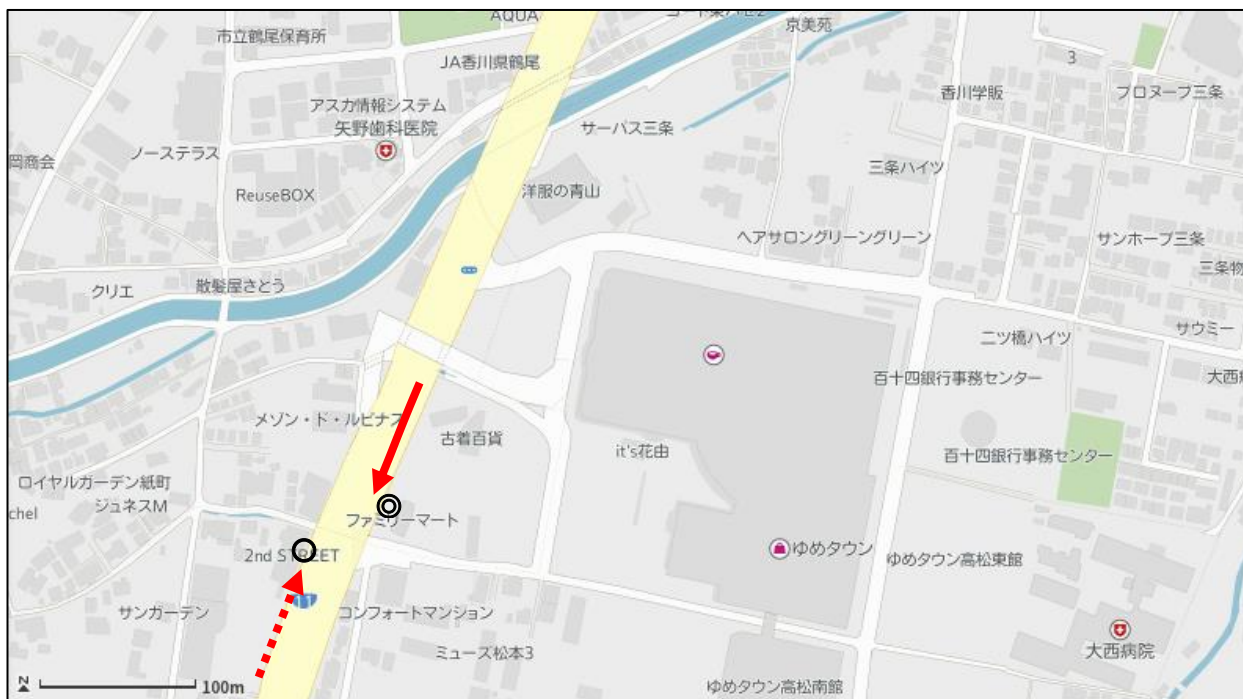 AQUA
市立鶴尾保育所
京美苑
JA香川県鶴尾
3
香川学販
フロヌーブ三条
アスカ情報システム
矢野歯科医院
サーパス三条
岡商会
ノーステラス
三条ハイツ
ReuseBOX
洋服の青山
ヘアサロングリーングリーン
サンホープ三条
三条物
クリエ
散髪屋さとう
ニツ橋ハイツ
サウミー
百十四銀行事務センター
大西病
メゾン・ド・ルピナス
古着百貨
it's花由
百十四銀行事務センター
ロイヤルガーデン紙町
chel
ジュネスM
ファミリーマート
2nd STREET
ゆめタウン
ゆめタウン高松東館
11
サンガーデン
コンフォートマンション
ミューズ松本3
大西病院
N
100m
ゆめタウン高松南館